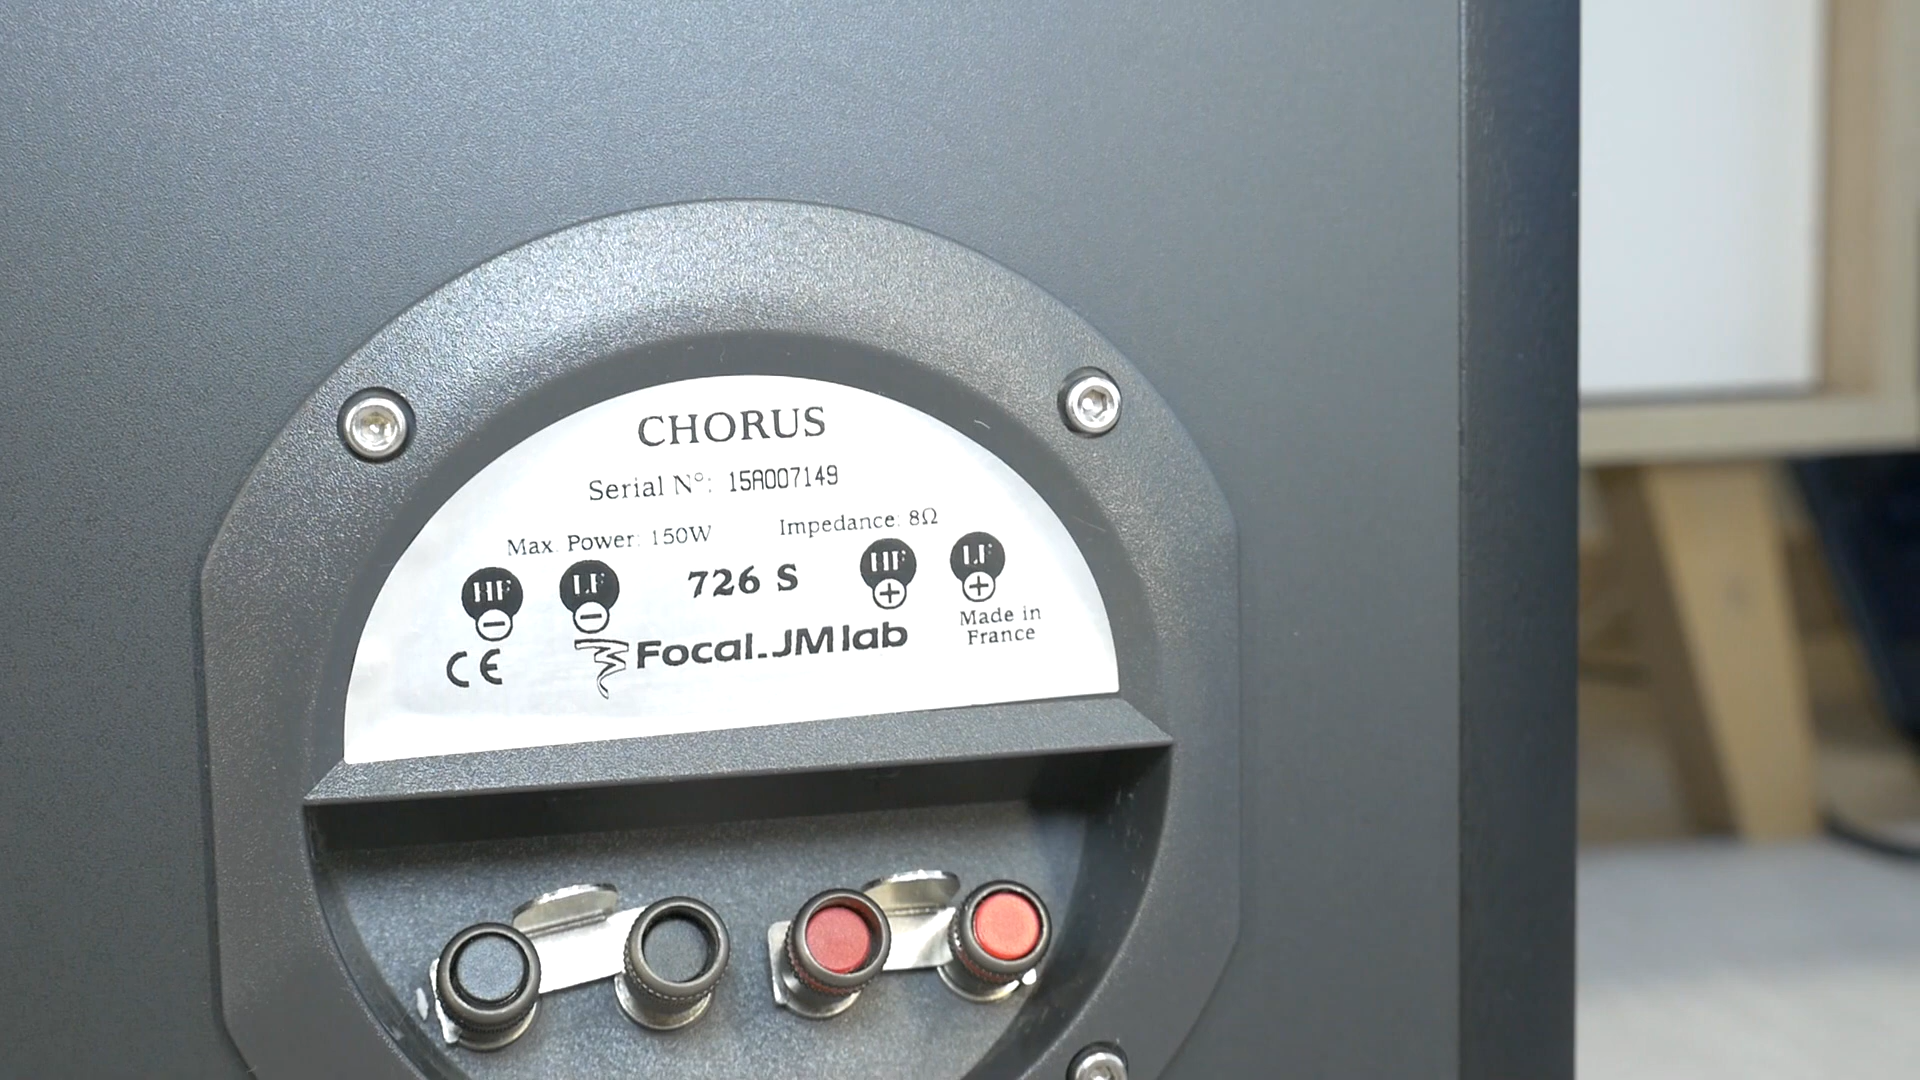 CHORUS
Serial N°: 15A007149
Max. Power: 150W Impedance: 8Ω
HF LF 726 S HF LF
− − + +
Made in
France
CE Focal.JMlab